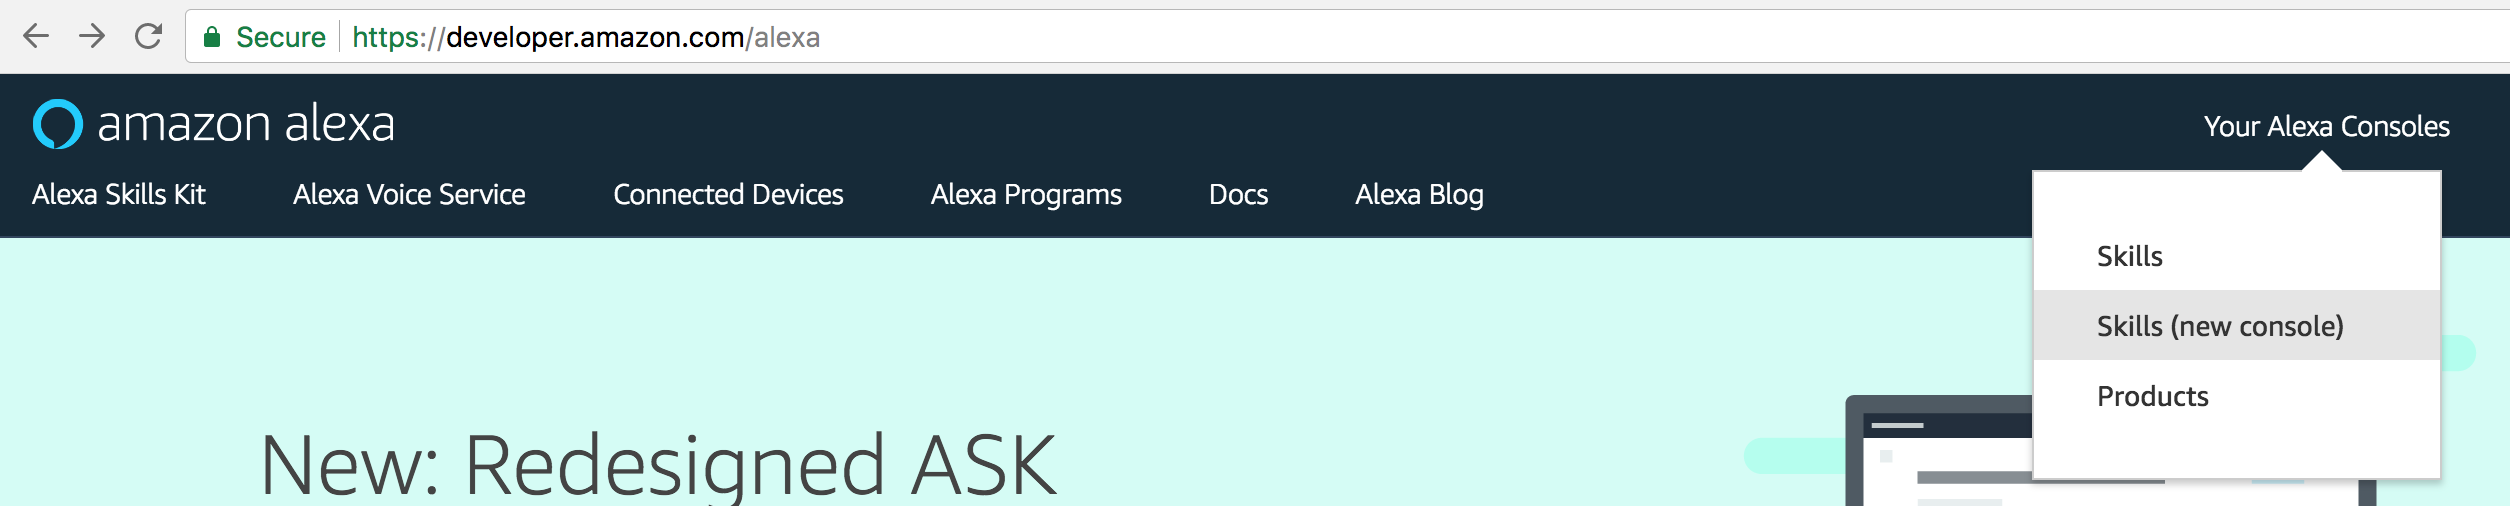 Secure https://developer.amazon.com/alexa
amazon alexa
Your Alexa Consoles
Alexa Skills Kit Alexa Voice Service Connected Devices Alexa Programs Docs Alexa Blog
Skills
Skills (new console)
Products
New: Redesigned ASK